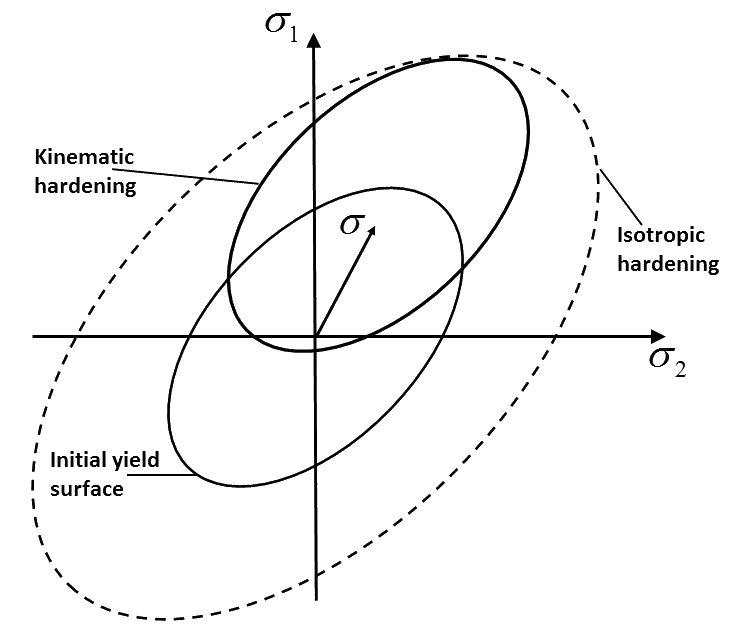 σ1
Kinematic
hardening
σ
Isotropic
hardening
σ2
Initial yield
surface